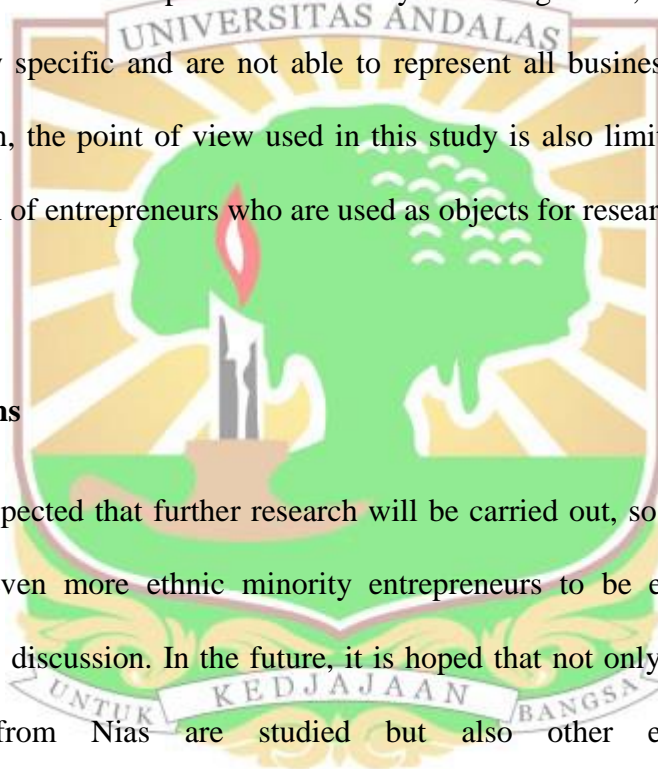 UNIVERSITAS ANDALAS
specific and are not able to represent all busines
, the point of view used in this study is also limi
of entrepreneurs who are used as objects for resear
ns
pected that further research will be carried out, so
ven more ethnic minority entrepreneurs to be e
discussion. In the future, it is hoped that not only
from Nias are studied but also other e
UNTUK KEDJAJAAN BANGSA